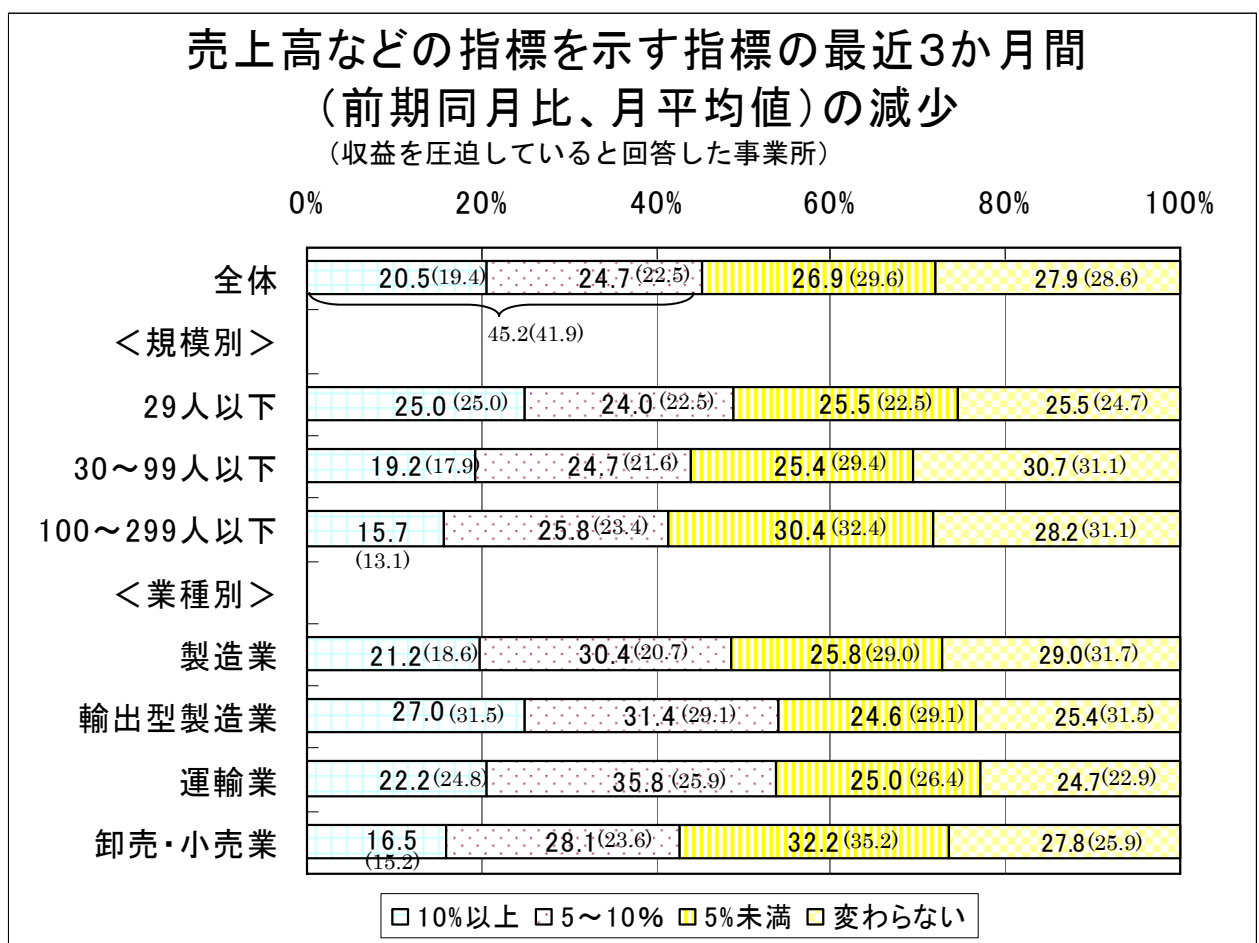 売上高などの指標を示す指標の最近3か月間
（前期同月比、月平均値）の減少
（収益を圧迫していると回答した事業所）
0% 20% 40% 60% 80% 100%
全体 20.5(19.4) 24.7(22.5) 26.9(29.6) 27.9(28.6)
45.2(41.9)
＜規模別＞
29人以下 25.0(25.0) 24.0(22.5) 25.5(22.5) 25.5(24.7)
30～99人以下 19.2(17.9) 24.7(21.6) 25.4(29.4) 30.7(31.1)
100～299人以下 15.7 25.8(23.4) 30.4(32.4) 28.2(31.1)
(13.1)
＜業種別＞
製造業 21.2(18.6) 30.4(20.7) 25.8(29.0) 29.0(31.7)
輸出型製造業 27.0(31.5) 31.4(29.1) 24.6(29.1) 25.4(31.5)
運輸業 22.2(24.8) 35.8(25.9) 25.0(26.4) 24.7(22.9)
卸売・小売業 16.5 28.1(23.6) 32.2(35.2) 27.8(25.9)
(15.2)
10%以上 5～10% 5%未満 変わらない